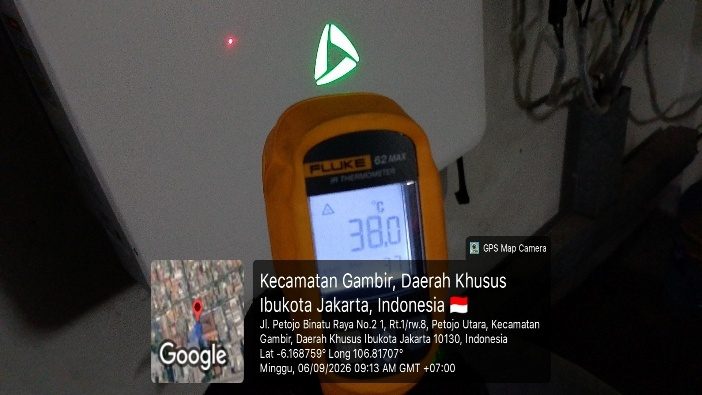 FLUKE 62 MAX
IR THERMOMETER
°C
38.0
GPS Map Camera
Kecamatan Gambir, Daerah Khusus
Ibukota Jakarta, Indonesia 🇮🇩
Jl. Petojo Binatu Raya No.2 1, Rt.1/rw.8, Petojo Utara, Kecamatan
Gambir, Daerah Khusus Ibukota Jakarta 10130, Indonesia
Lat -6.168759° Long 106.81707°
Minggu, 06/09/2026 09:13 AM GMT +07:00
Google